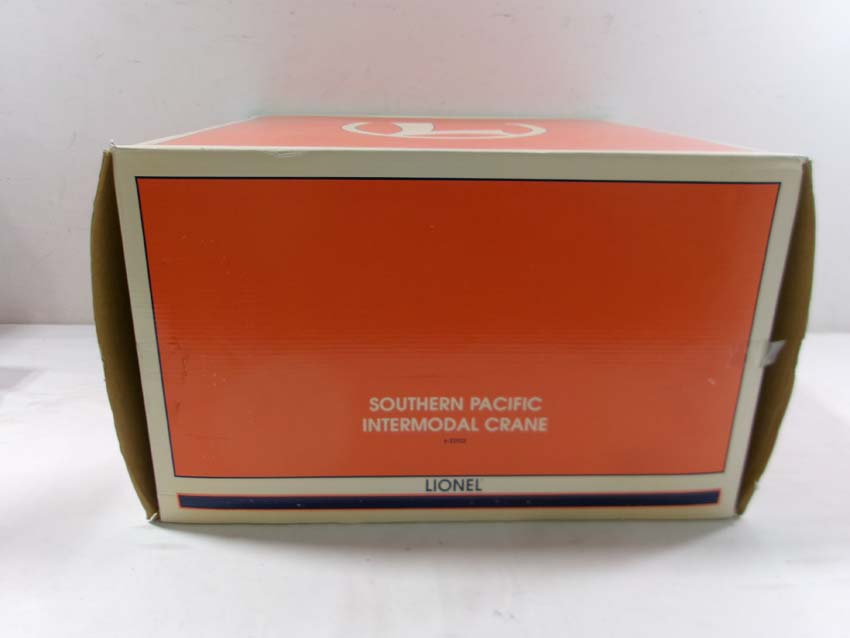 SOUTHERN PACIFIC
INTERMODAL CRANE
LIONEL